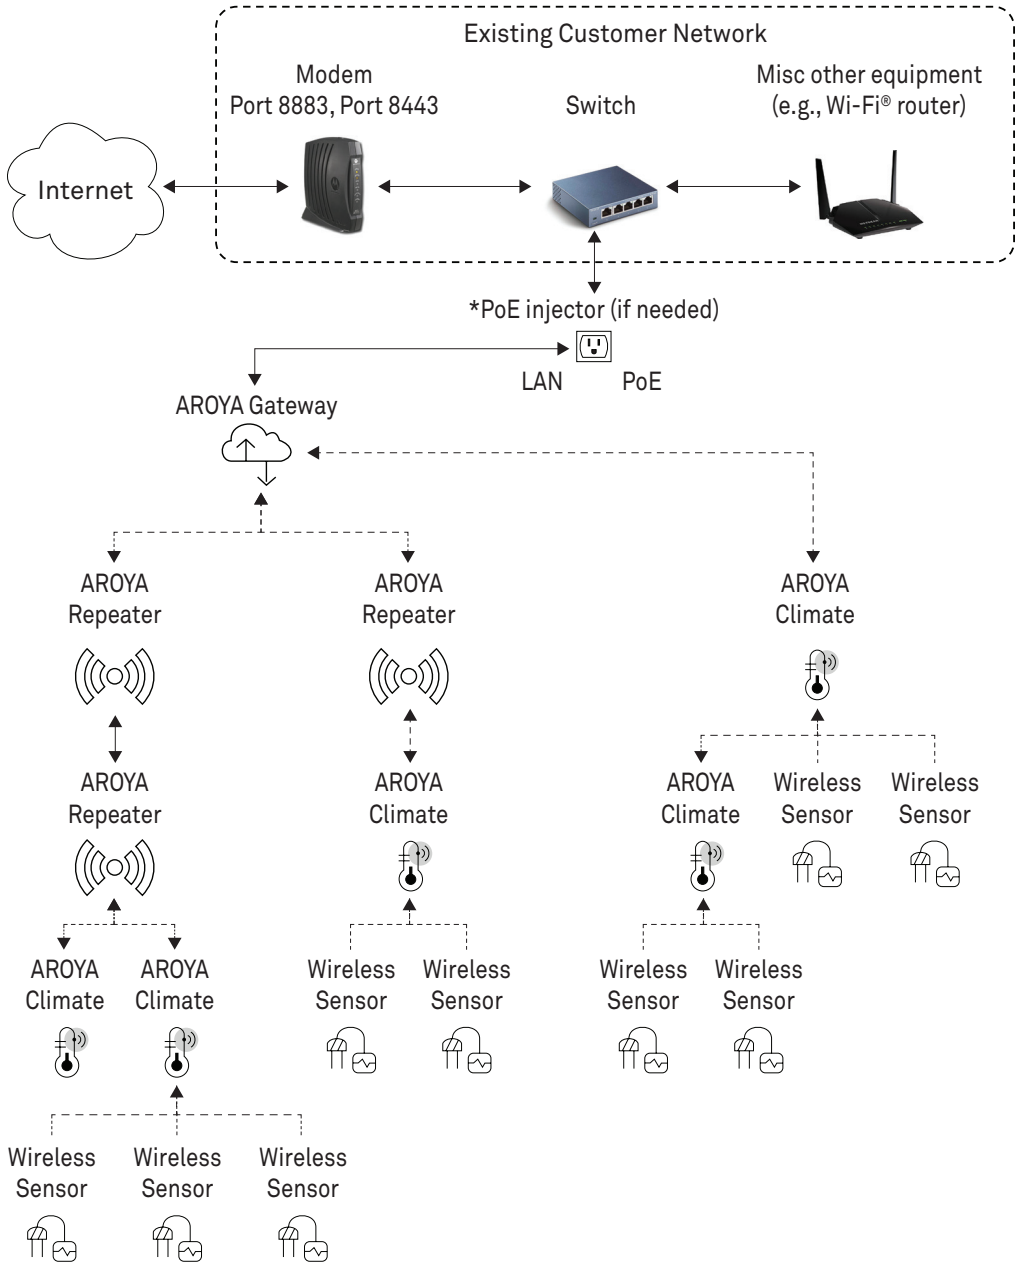 Existing Customer Network
Modem
Port 8883, Port 8443
Switch
Misc other equipment
(e.g., Wi-Fi® router)
Internet
*PoE injector (if needed)
LAN
PoE
AROYA Gateway
AROYA
Repeater
AROYA
Repeater
AROYA
Climate
AROYA
Repeater
AROYA
Climate
AROYA
Climate
Wireless
Sensor
Wireless
Sensor
AROYA
Climate
AROYA
Climate
Wireless
Sensor
Wireless
Sensor
Wireless
Sensor
Wireless
Sensor
Wireless
Sensor
Wireless
Sensor
Wireless
Sensor